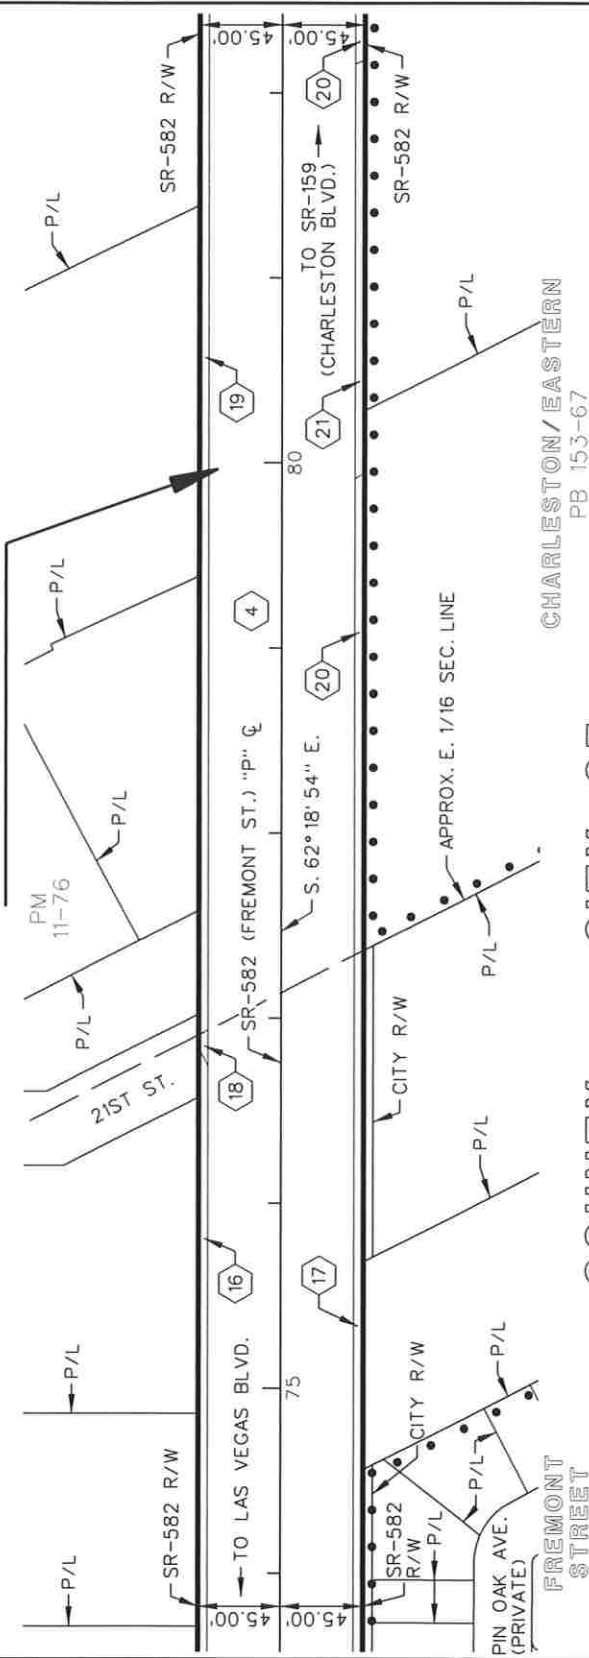 P/L
P/L
P/L
P/L
P/L
P/L
PM
11-76
21ST ST.
SR-582 R/W
SR-582 R/W
45.00'
45.00'
16
18
19
4
TO LAS VEGAS BLVD.
SR-582 (FREMONT ST.) "P" ℄
75
80
S. 62°18'54" E.
TO SR-159
(CHARLESTON BLVD.)
17
20
21
20
45.00'
45.00'
SR-582
R/W
CITY R/W
CITY R/W
SR-582 R/W
P/L
P/L
P/L
P/L
P/L
P/L
P/L
APPROX. E. 1/16 SEC. LINE
PIN OAK AVE.
(PRIVATE)
FREMONT
STREET
CHARLESTON/EASTERN
PB 153-67